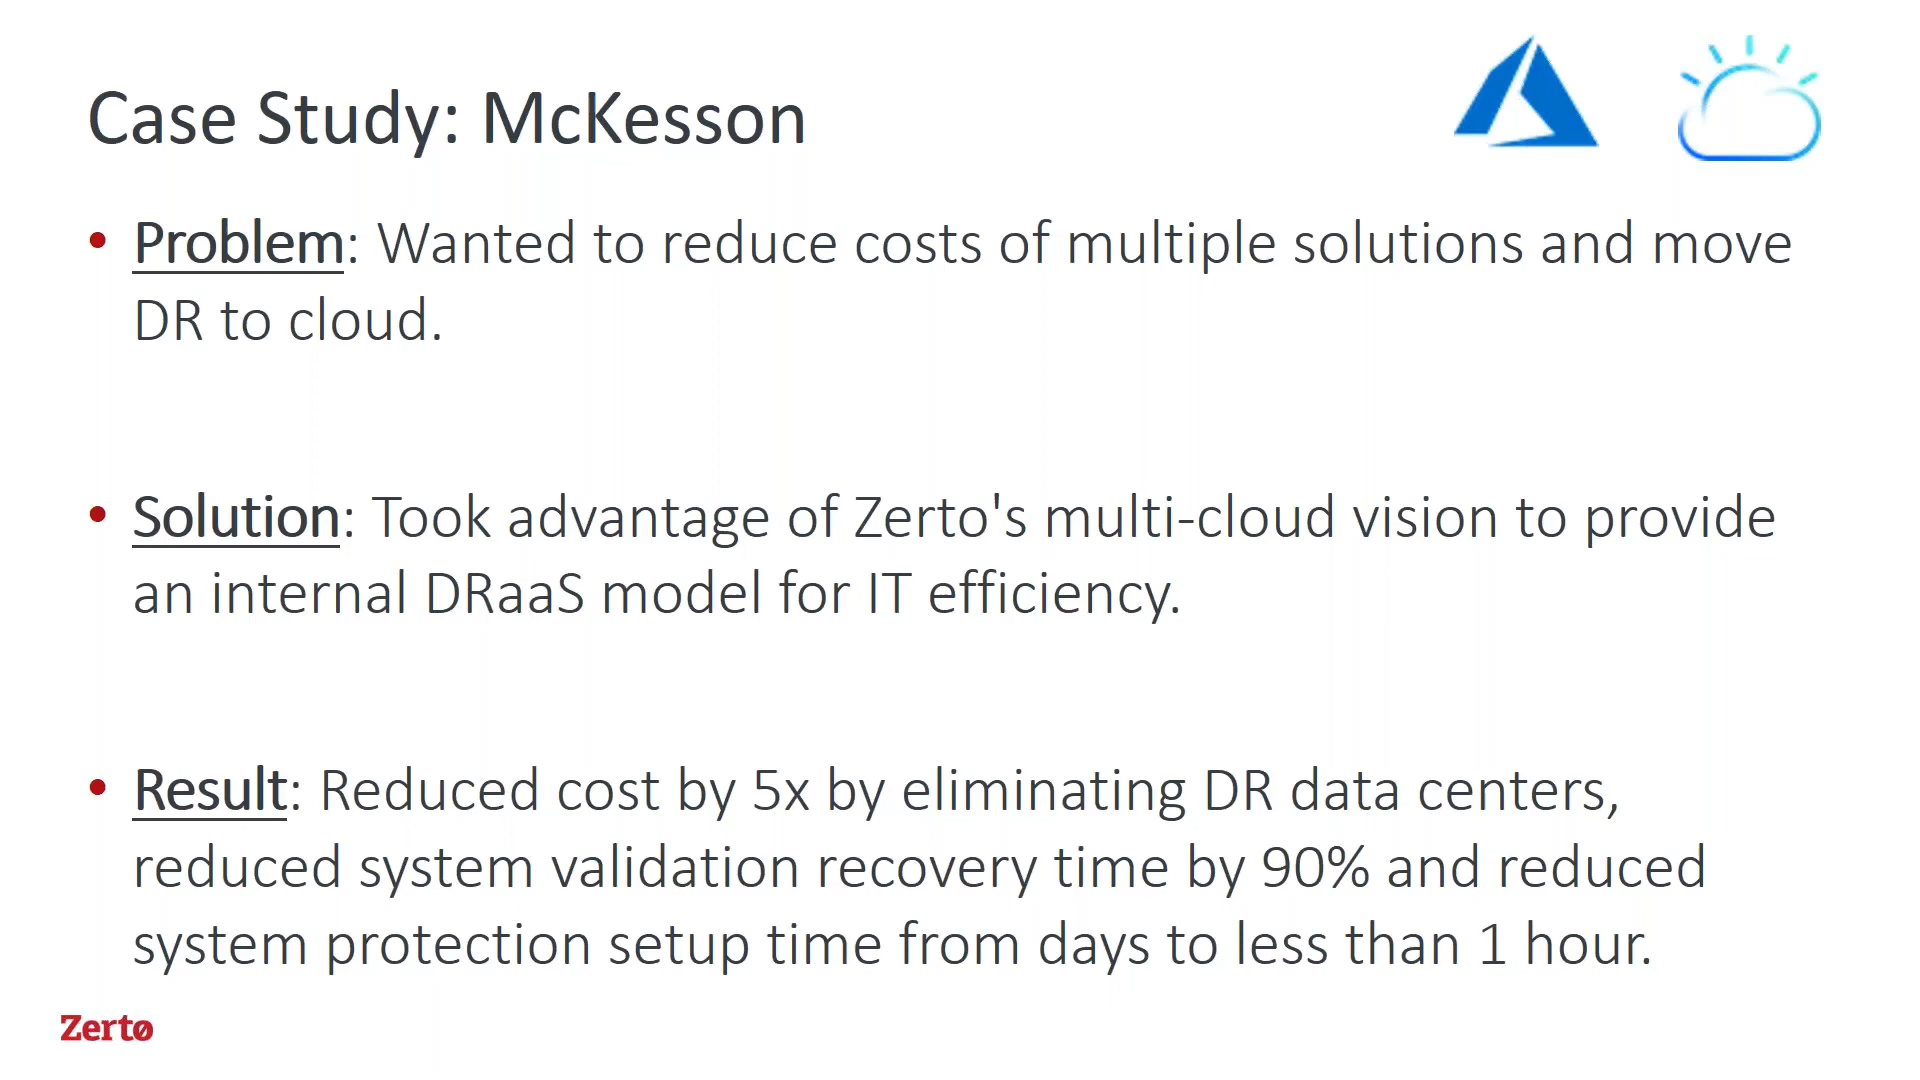 Case Study: McKesson
• Problem: Wanted to reduce costs of multiple solutions and move
DR to cloud.
• Solution: Took advantage of Zerto's multi-cloud vision to provide
an internal DRaaS model for IT efficiency.
• Result: Reduced cost by 5x by eliminating DR data centers,
reduced system validation recovery time by 90% and reduced
system protection setup time from days to less than 1 hour.
Zerto